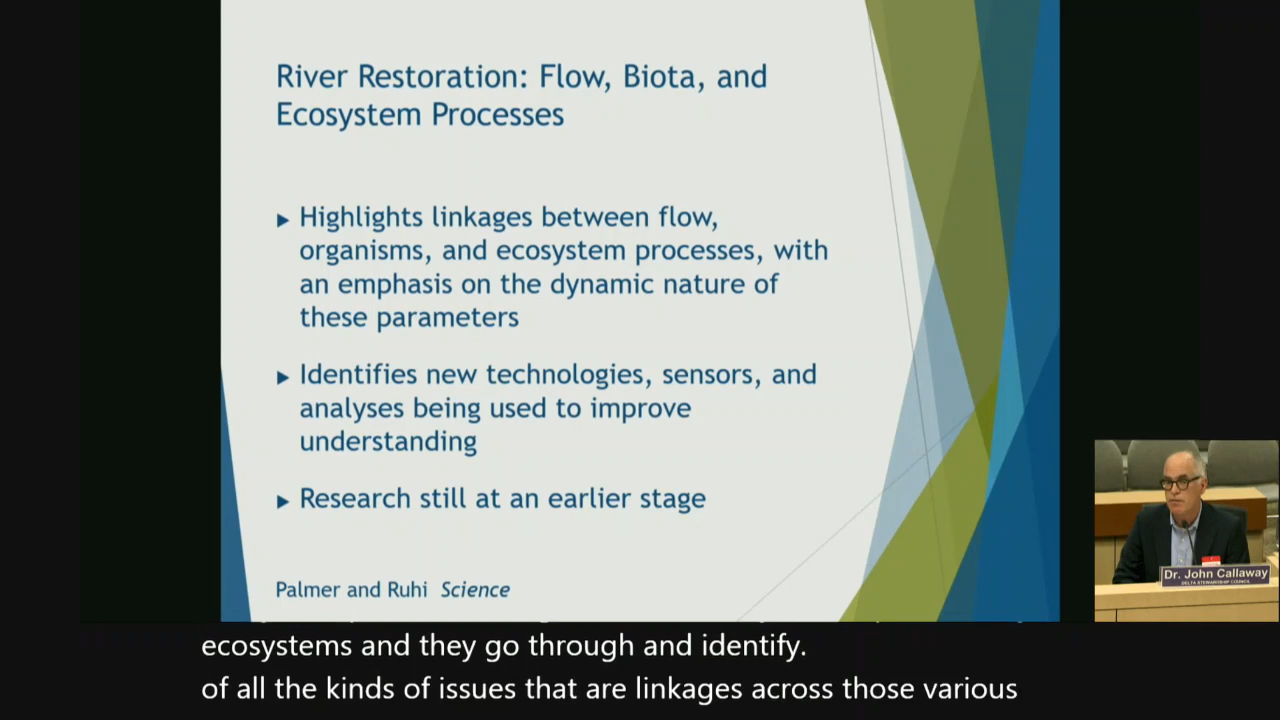 River Restoration: Flow, Biota, and
Ecosystem Processes
Highlights linkages between flow,
organisms, and ecosystem processes, with
an emphasis on the dynamic nature of
these parameters
Identifies new technologies, sensors, and
analyses being used to improve
understanding
Research still at an earlier stage
Palmer and Ruhi Science
Dr. John Callaway
DELTA STEWARDSHIP COUNCIL
ecosystems and they go through and identify.
of all the kinds of issues that are linkages across those various